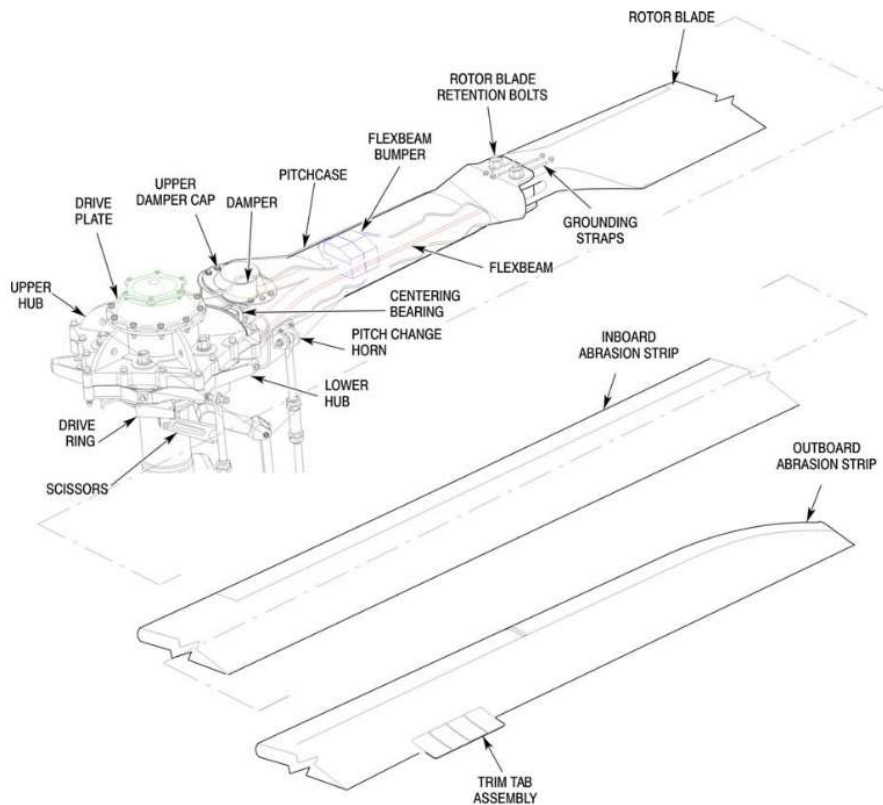 ROTOR BLADE
ROTOR BLADE
RETENTION BOLTS
FLEXBEAM
BUMPER
PITCHCASE
UPPER
DAMPER CAP
DAMPER
DRIVE
PLATE
GROUNDING
STRAPS
FLEXBEAM
UPPER
HUB
CENTERING
BEARING
PITCH CHANGE
HORN
INBOARD
ABRASION STRIP
LOWER
HUB
DRIVE
RING
SCISSORS
OUTBOARD
ABRASION STRIP
TRIM TAB
ASSEMBLY